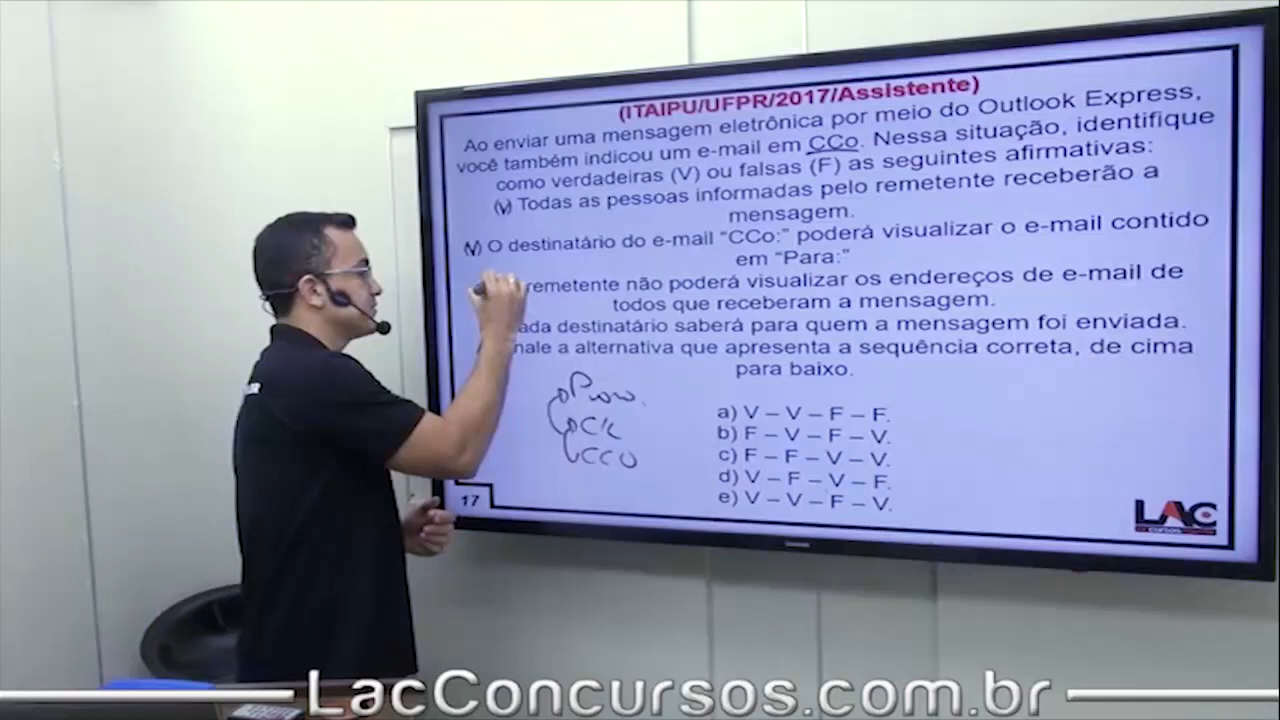 (ITAIPU/UFPR/2017/Assistente)
Ao enviar uma mensagem eletrônica por meio do Outlook Express,
você também indicou um e-mail em CCo. Nessa situação, identifique
como verdadeiras (V) ou falsas (F) as seguintes afirmativas:
(V) Todas as pessoas informadas pelo remetente receberão a
mensagem.
(V) O destinatário do e-mail “CCo:” poderá visualizar o e-mail contido
em “Para:”
remetente não poderá visualizar os endereços de e-mail de
todos que receberam a mensagem.
ada destinatário saberá para quem a mensagem foi enviada.
nale a alternativa que apresenta a sequência correta, de cima
para baixo.
Para
CC
CCO
a) V – V – F – F.
b) F – V – F – V.
c) F – F – V – V.
d) V – F – V – F.
e) V – V – F – V.
17
LAC
CURSOS
LacConcursos.com.br